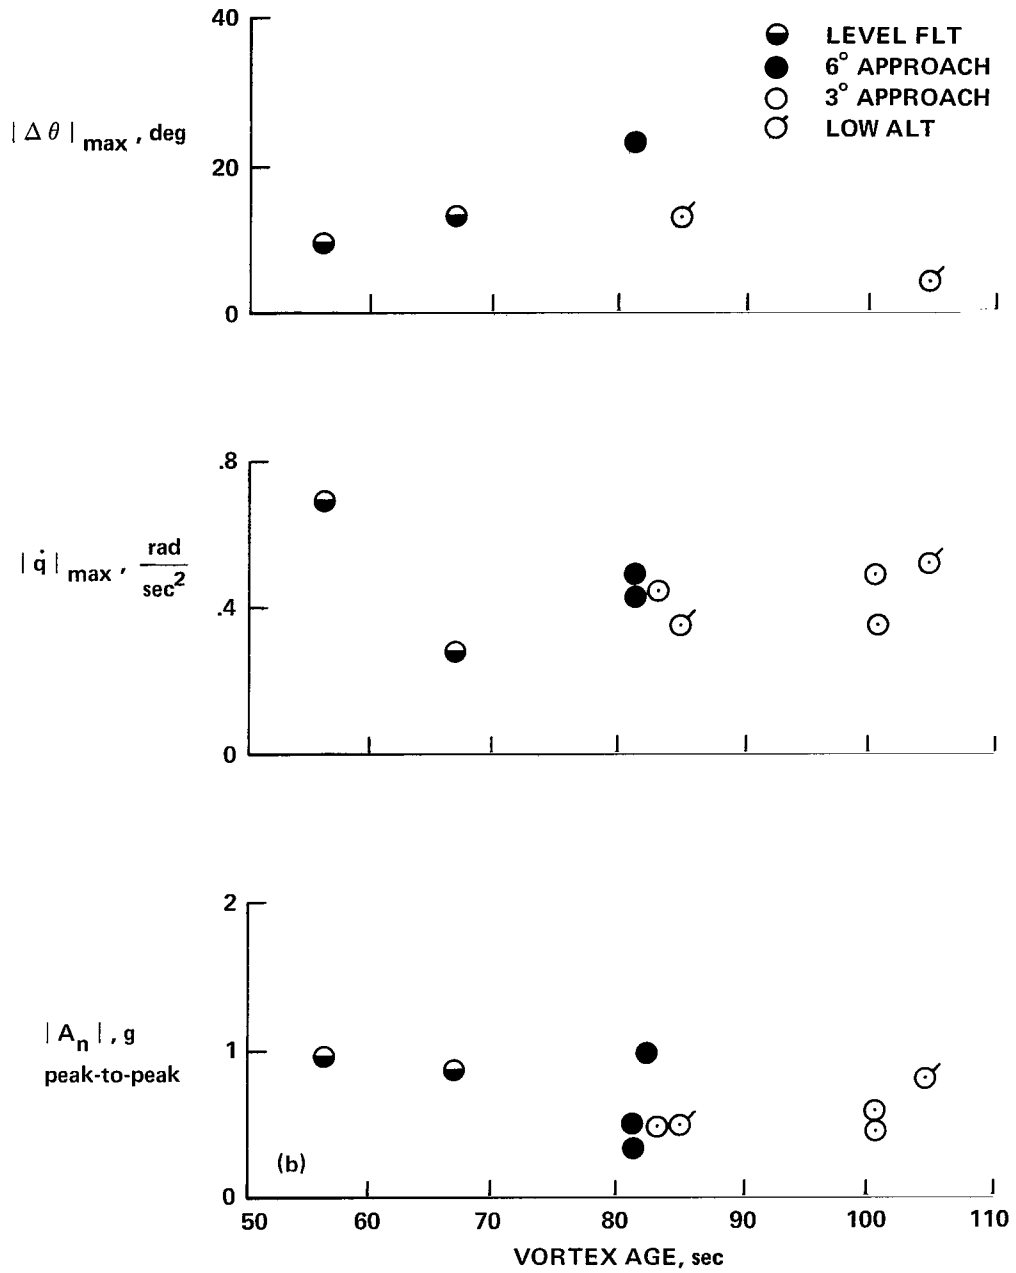 40
LEVEL FLT
6° APPROACH
3° APPROACH
LOW ALT
|Δθ| max, deg
20
0
.8
|q̇| max, rad/sec²
.4
0
2
|Aₙ|, g
peak-to-peak
1
(b)
0
50 60 70 80 90 100 110
VORTEX AGE, sec